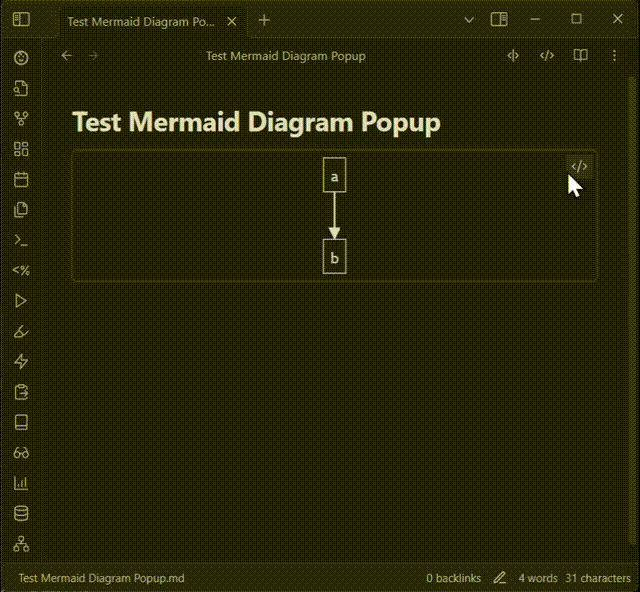 Test Mermaid Diagram Po...
Test Mermaid Diagram Popup
Test Mermaid Diagram Popup
a
b
Test Mermaid Diagram Popup.md
0 backlinks
4 words
31 characters